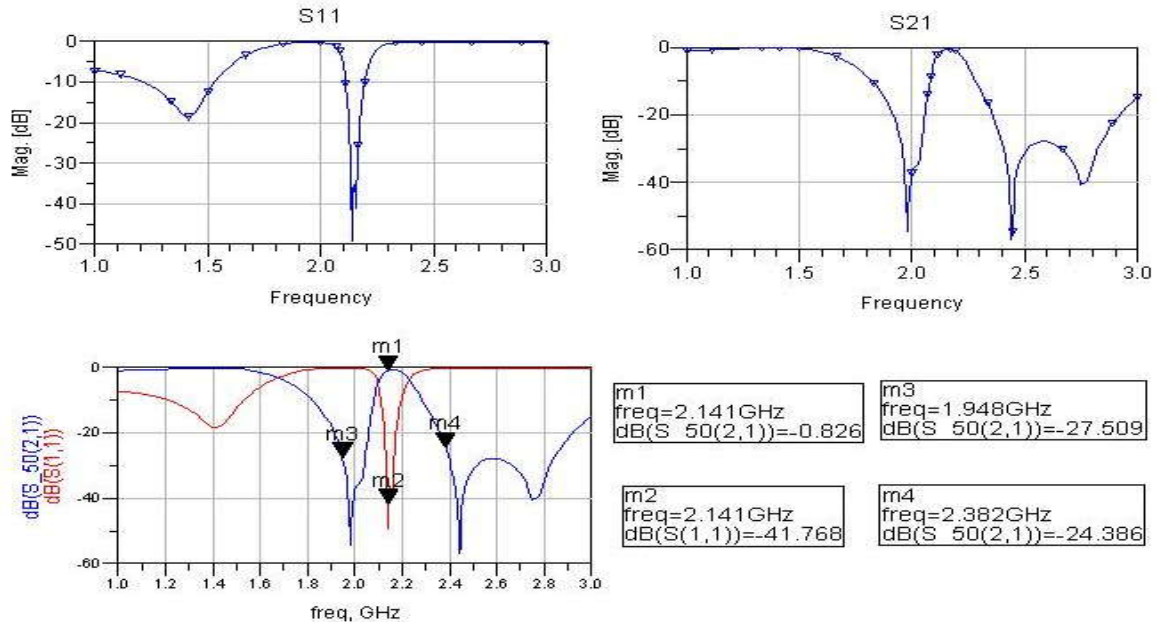 S11
0
-10
-20
-30
-40
-50
Mag. [dB]
1.0 1.5 2.0 2.5 3.0
Frequency
S21
0
-20
-40
-60
Mag. [dB]
1.0 1.5 2.0 2.5 3.0
Frequency
m1
m3
m4
m2
0
-20
-40
-60
dB(S_50(2,1))
dB(S(1,1))
1.0 1.2 1.4 1.6 1.8 2.0 2.2 2.4 2.6 2.8 3.0
freq, GHz
m1
freq=2.141GHz
dB(S_50(2,1))=-0.826
m3
freq=1.948GHz
dB(S_50(2,1))=-27.509
m2
freq=2.141GHz
dB(S(1,1))=-41.768
m4
freq=2.382GHz
dB(S_50(2,1))=-24.386